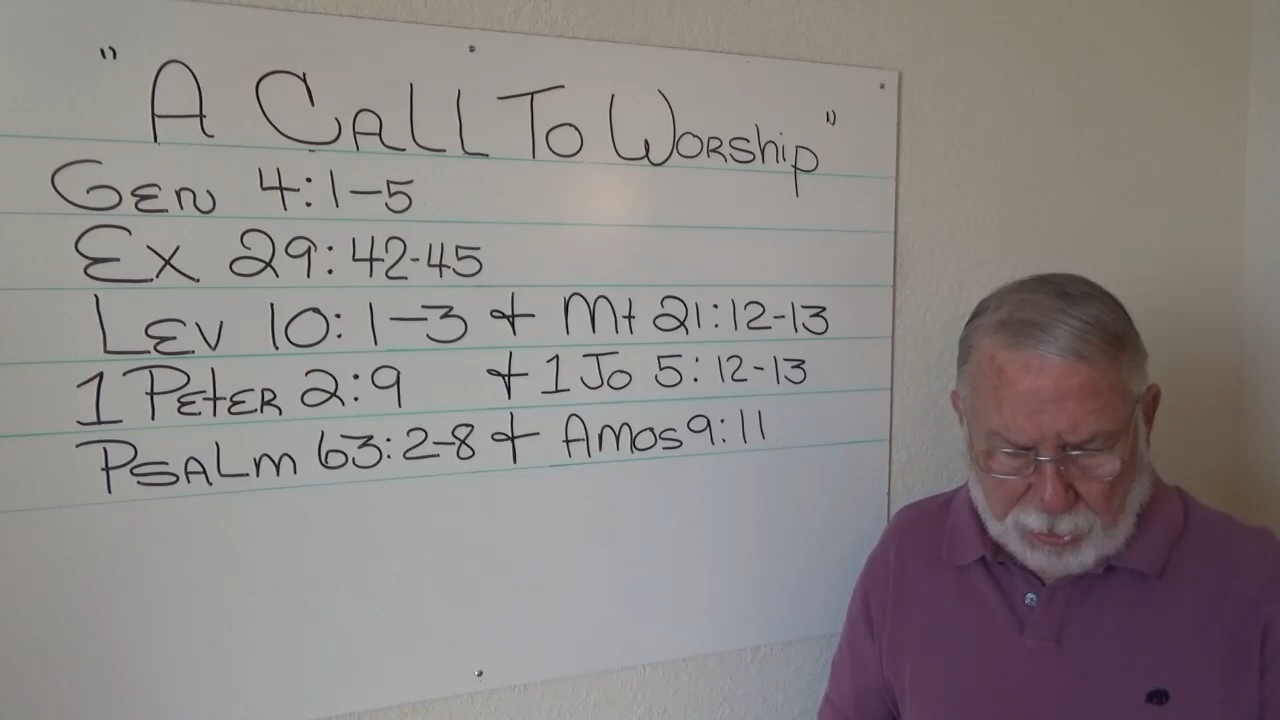 "A CALL TO WORShip"
GEN 4:1-5
EX 29:42-45
LEV 10:1-3 & Mt 21:12-13
1 PETER 2:9 & 1 JO 5:12-13
PSALM 63:2-8 & AMOS 9:11